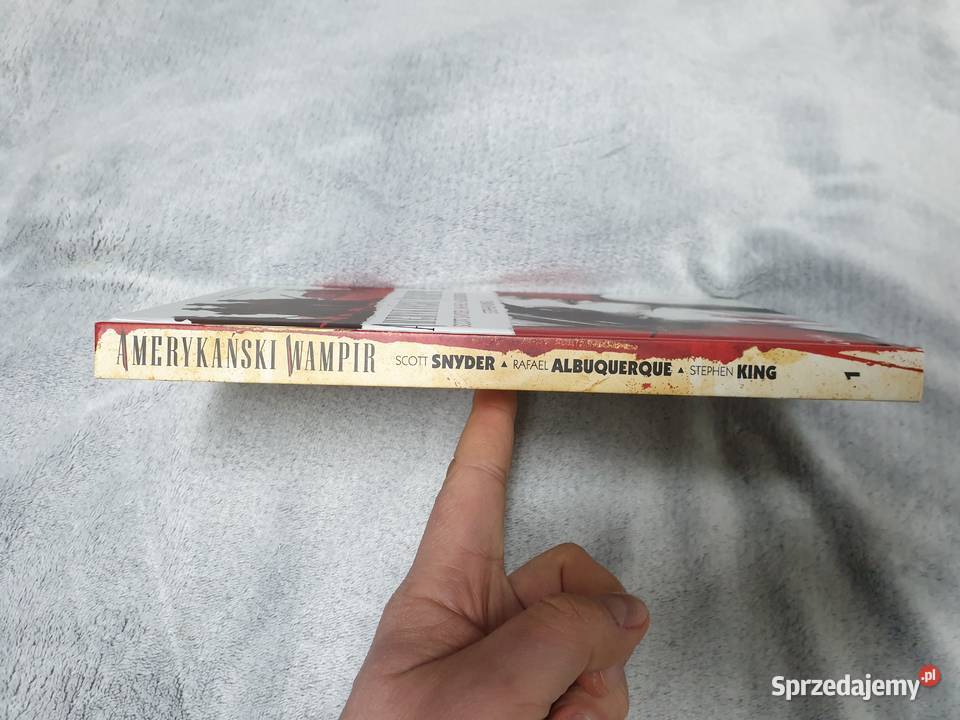 AMERYKAŃSKI WAMPIR SCOTT SNYDER ▲ RAFAEL ALBUQUERQUE ▲ STEPHEN KING 1
Sprzedajemy.pl